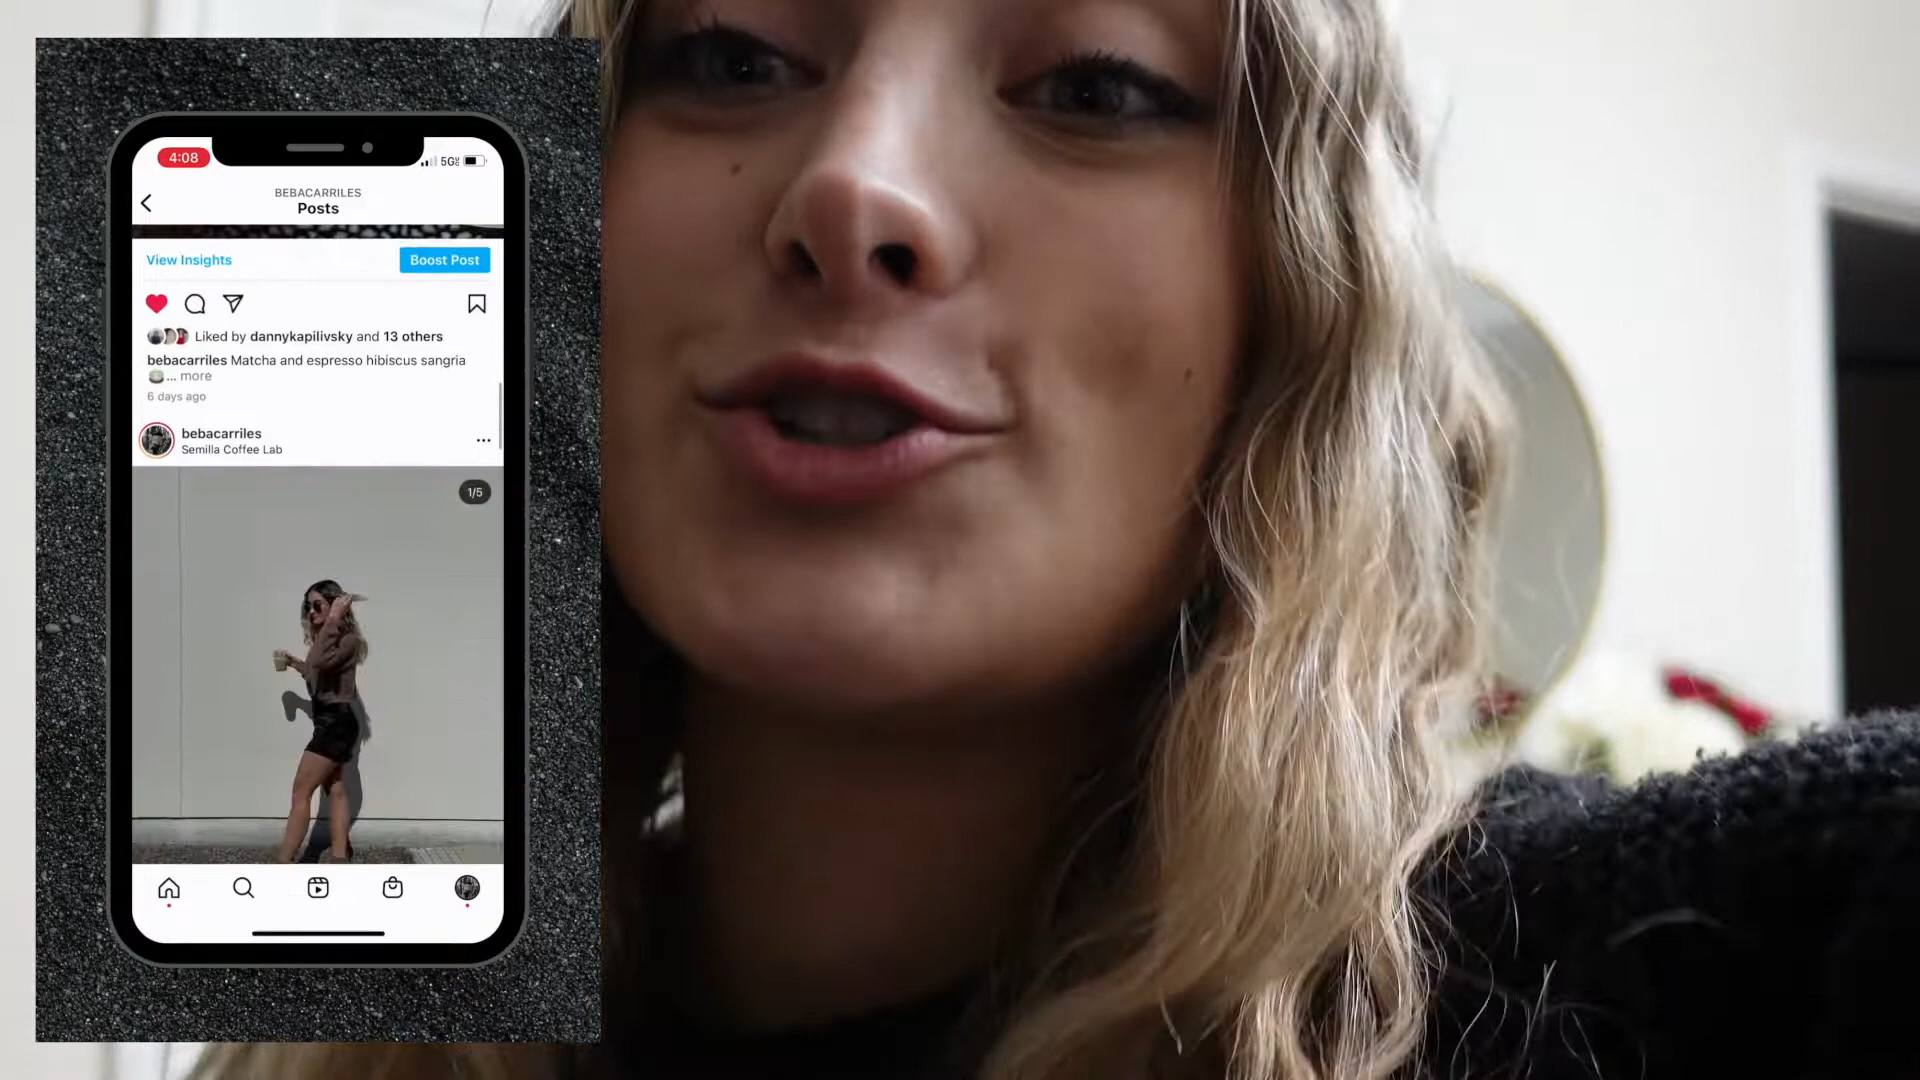 4:08
5G
BEBACARRILES
Posts
View Insights
Boost Post
Liked by dannykapilivsky and 13 others
bebacarriles Matcha and espresso hibiscus sangria
... more
6 days ago
bebacarriles
Semilla Coffee Lab
1/5